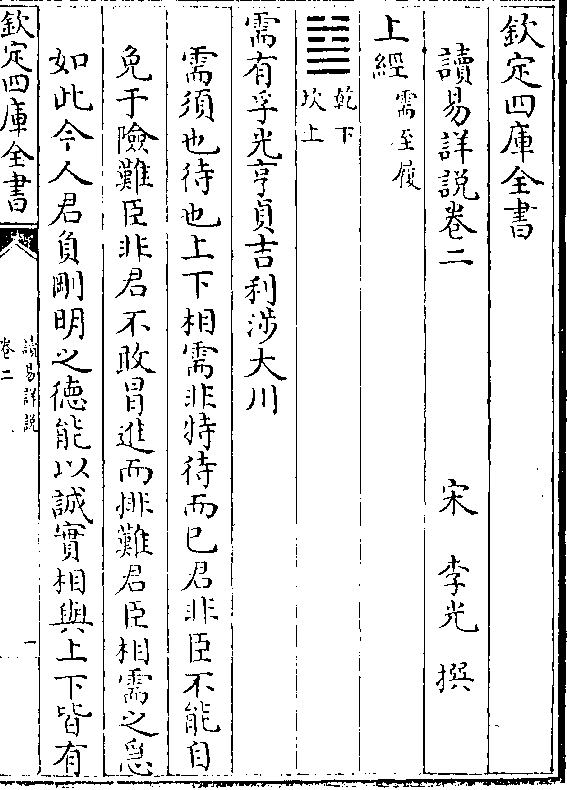 欽定四庫全書
讀易詳説卷二
宋 李光 撰
上經需至履
䷄乾下坎上
需有孚光亨貞吉利涉大川
需須也待也上下相需非特待而已君非臣不能自
免于險難臣非君不敢冒進而排難君臣相需之急
如此今人君負剛明之德能以誠實相與上下皆有
欽定四庫全書
讀易詳説
卷二
一